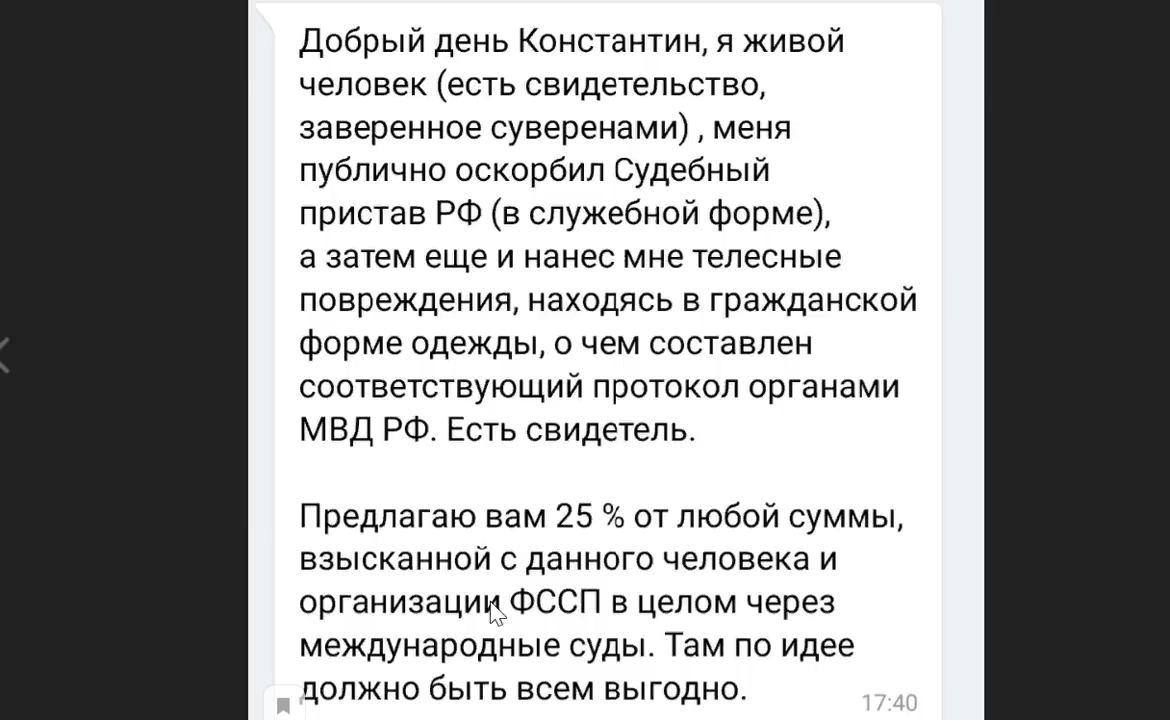 Добрый день Константин, я живой
человек (есть свидетельство,
заверенное суверенами) , меня
публично оскорбил Судебный
пристав РФ (в служебной форме),
а затем еще и нанес мне телесные
повреждения, находясь в гражданской
форме одежды, о чем составлен
соответствующий протокол органами
МВД РФ. Есть свидетель.
Предлагаю вам 25 % от любой суммы,
взысканной с данного человека и
организации ФССП в целом через
международные суды. Там по идее
должно быть всем выгодно.
17:40